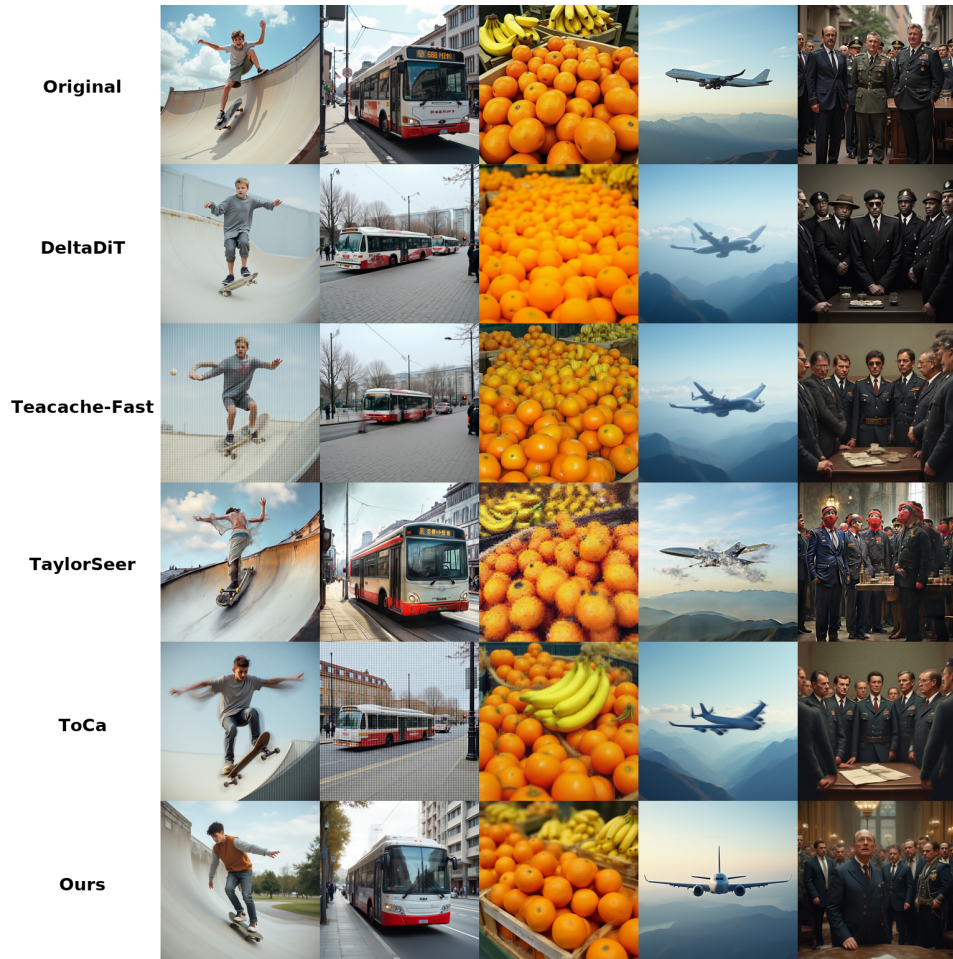 Original
DeltaDiT
Teacache-Fast
TaylorSeer
ToCa
Ours